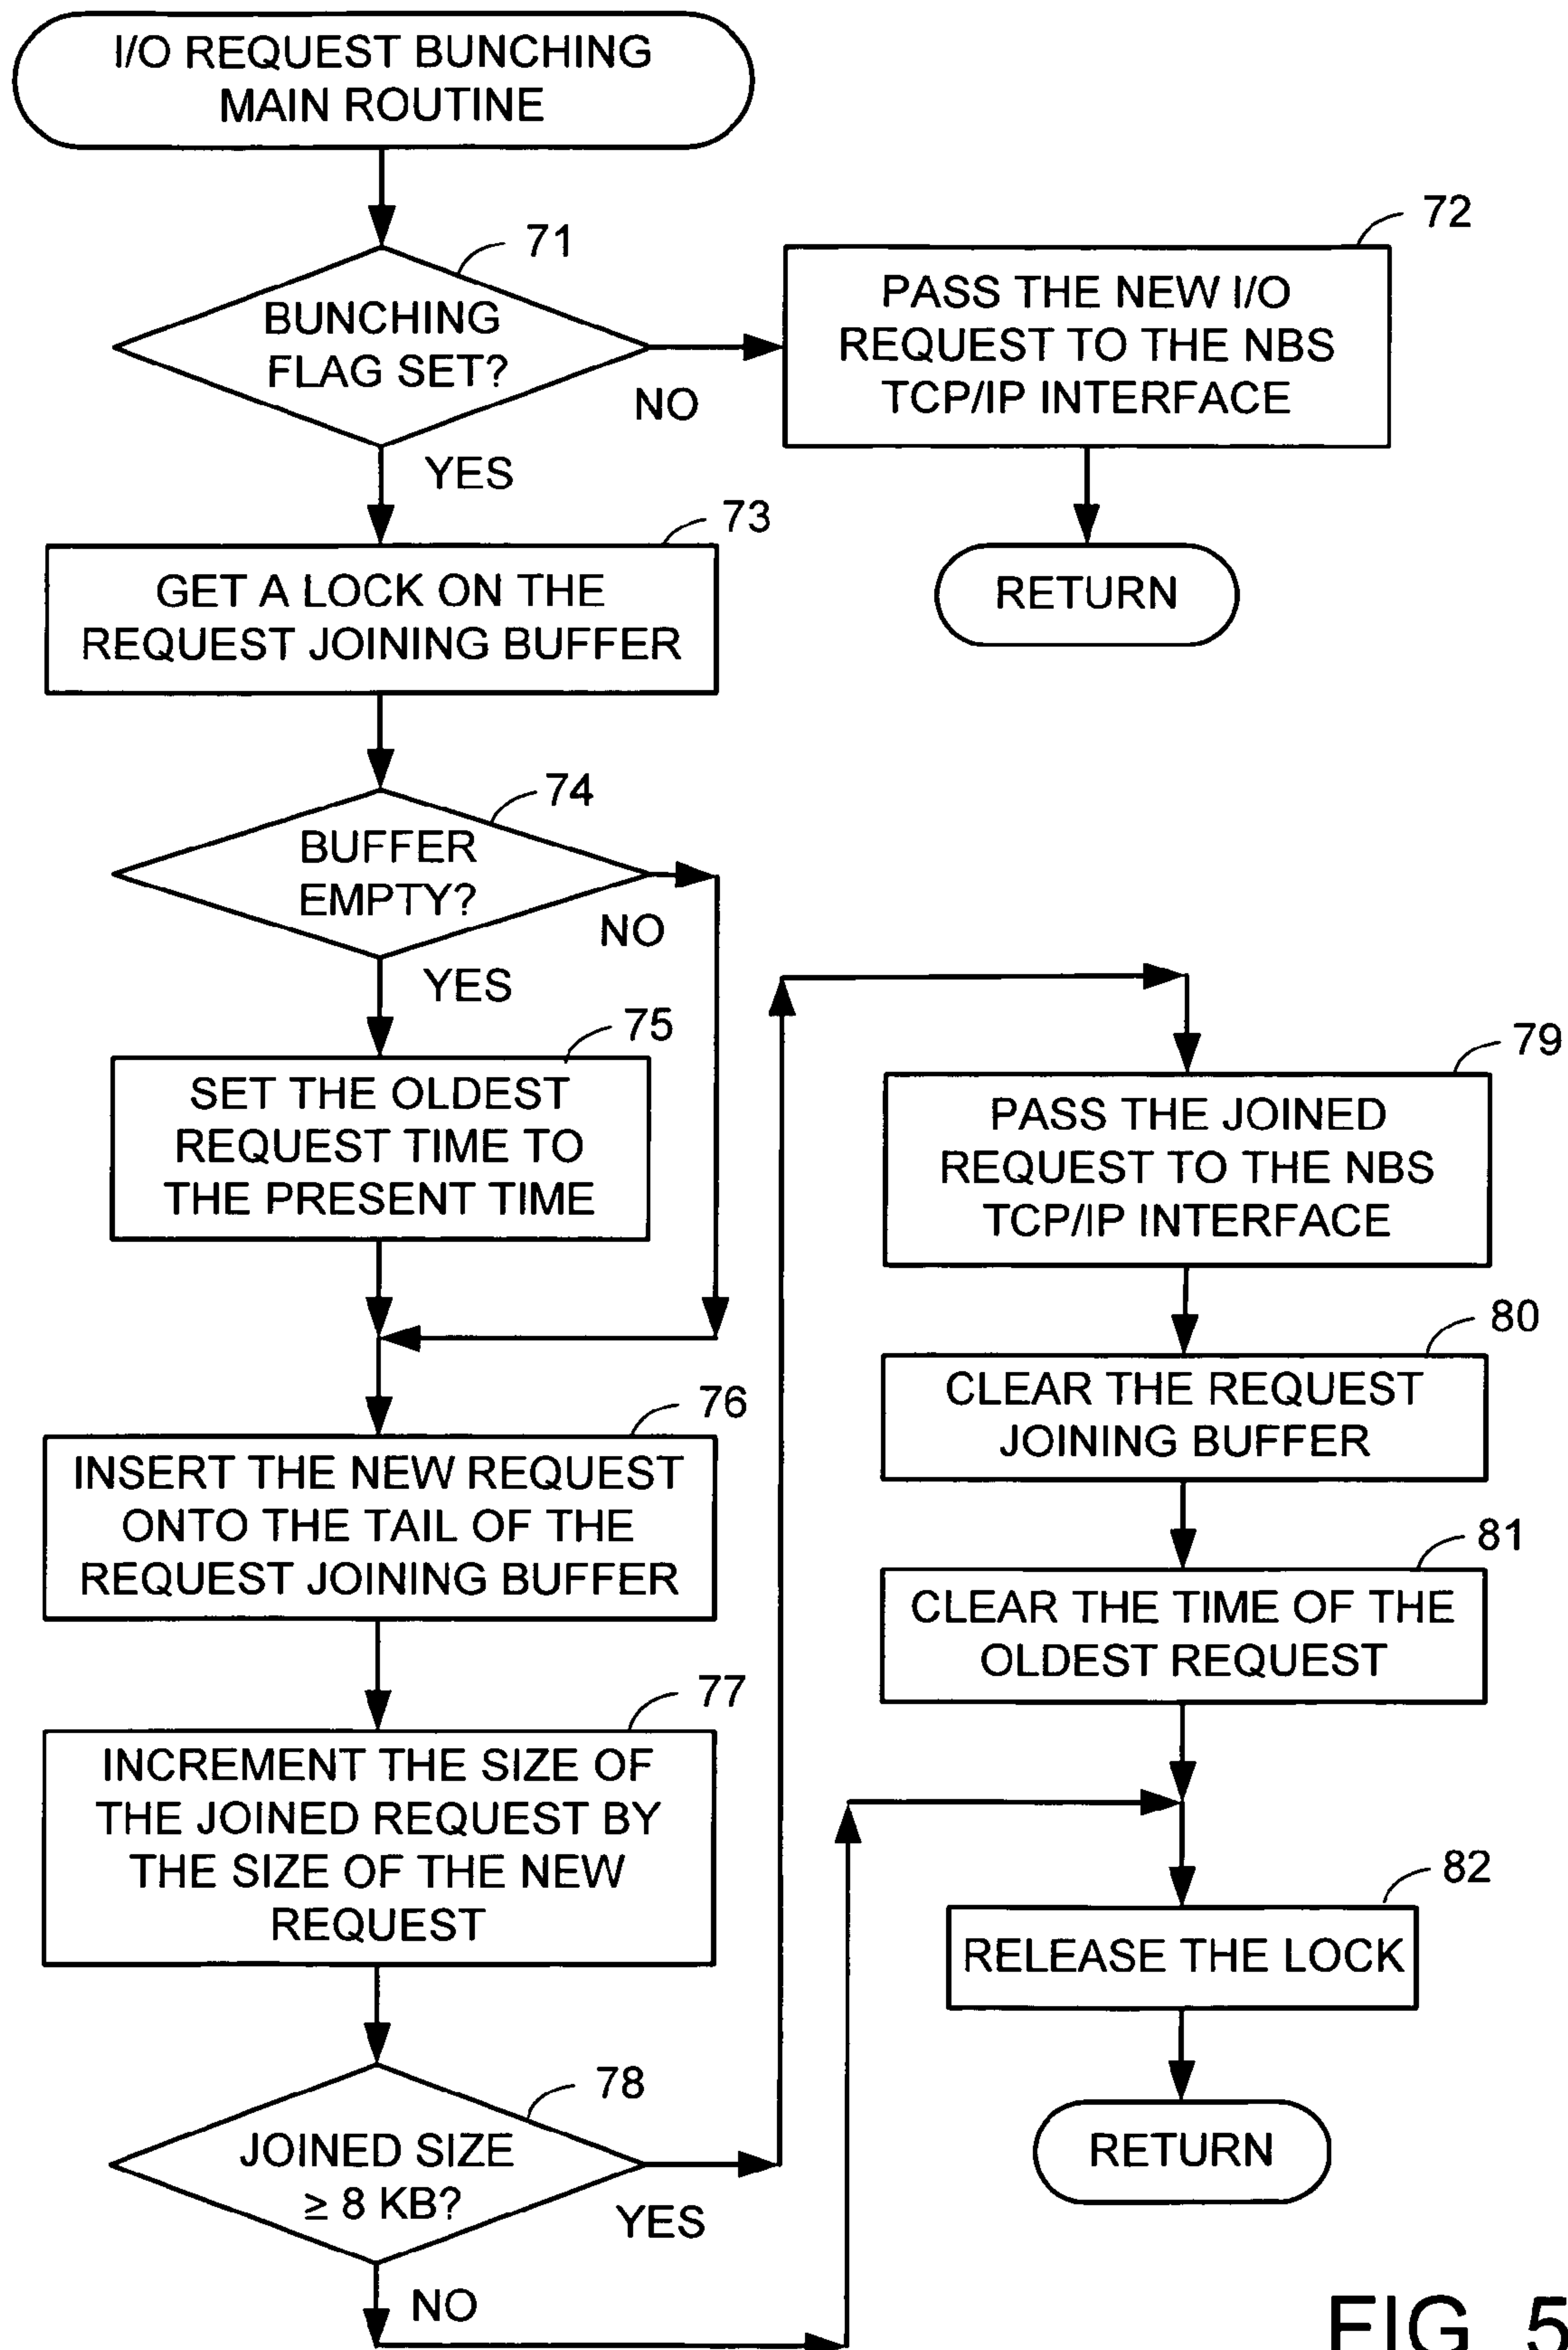 I/O REQUEST BUNCHING
MAIN ROUTINE
71
BUNCHING
FLAG SET?
NO
YES
72
PASS THE NEW I/O
REQUEST TO THE NBS
TCP/IP INTERFACE
RETURN
73
GET A LOCK ON THE
REQUEST JOINING BUFFER
74
BUFFER
EMPTY?
NO
YES
75
SET THE OLDEST
REQUEST TIME TO
THE PRESENT TIME
76
INSERT THE NEW REQUEST
ONTO THE TAIL OF THE
REQUEST JOINING BUFFER
77
INCREMENT THE SIZE OF
THE JOINED REQUEST BY
THE SIZE OF THE NEW
REQUEST
78
JOINED SIZE
≥ 8 KB?
YES
NO
79
PASS THE JOINED
REQUEST TO THE NBS
TCP/IP INTERFACE
80
CLEAR THE REQUEST
JOINING BUFFER
81
CLEAR THE TIME OF THE
OLDEST REQUEST
82
RELEASE THE LOCK
RETURN
FIG. 5